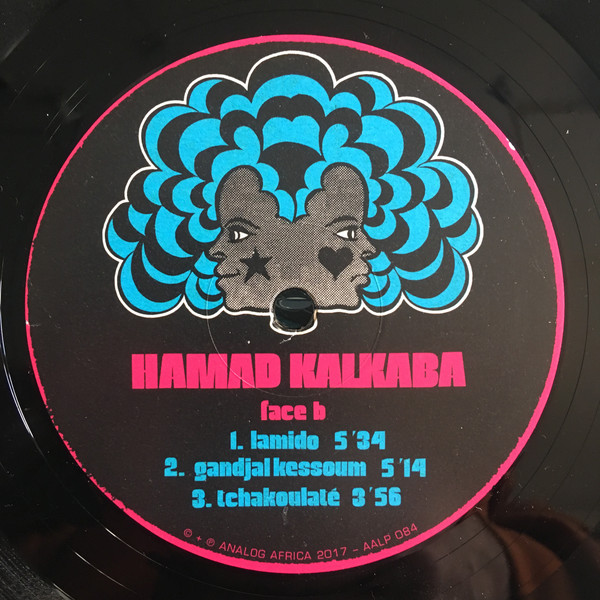 HAMAD KALKABA
face b
1. lamido 5'34
2. gandjal kessoum 5'14
3. tchakoulaté 3'56
© + ℗ ANALOG AFRICA 2017 - AALP 084